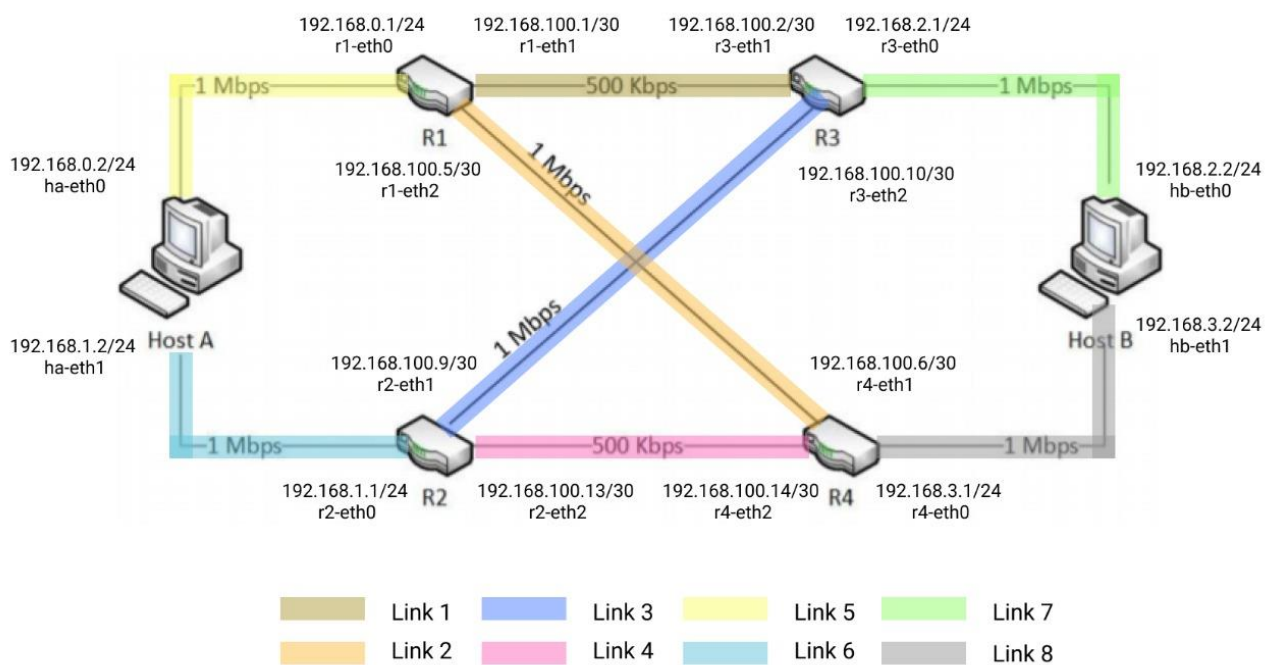 192.168.0.1/24
r1-eth0
192.168.100.1/30
r1-eth1
192.168.100.2/30
r3-eth1
192.168.2.1/24
r3-eth0
1 Mbps
500 Kbps
1 Mbps
R1
R3
192.168.0.2/24
ha-eth0
192.168.100.5/30
r1-eth2
1 Mbps
192.168.100.10/30
r3-eth2
192.168.2.2/24
hb-eth0
Host A
1 Mbps
Host B
192.168.1.2/24
ha-eth1
192.168.100.9/30
r2-eth1
192.168.100.6/30
r4-eth1
192.168.3.2/24
hb-eth1
1 Mbps
500 Kbps
1 Mbps
192.168.1.1/24
r2-eth0
R2
192.168.100.13/30
r2-eth2
192.168.100.14/30
r4-eth2
R4
192.168.3.1/24
r4-eth0
Link 1
Link 3
Link 5
Link 7
Link 2
Link 4
Link 6
Link 8